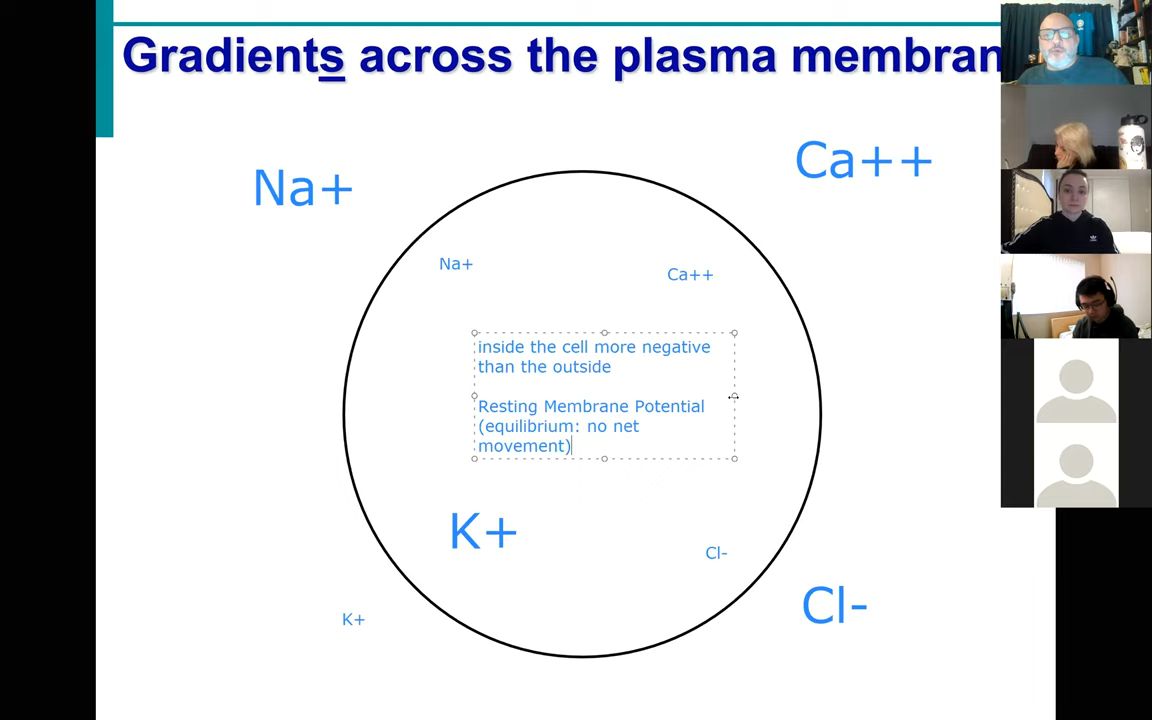 Gradients across the plasma membran
Na+
Ca++
Na+
Ca++
inside the cell more negative
than the outside
Resting Membrane Potential
(equilibrium: no net
movement)
K+
Cl-
K+
Cl-